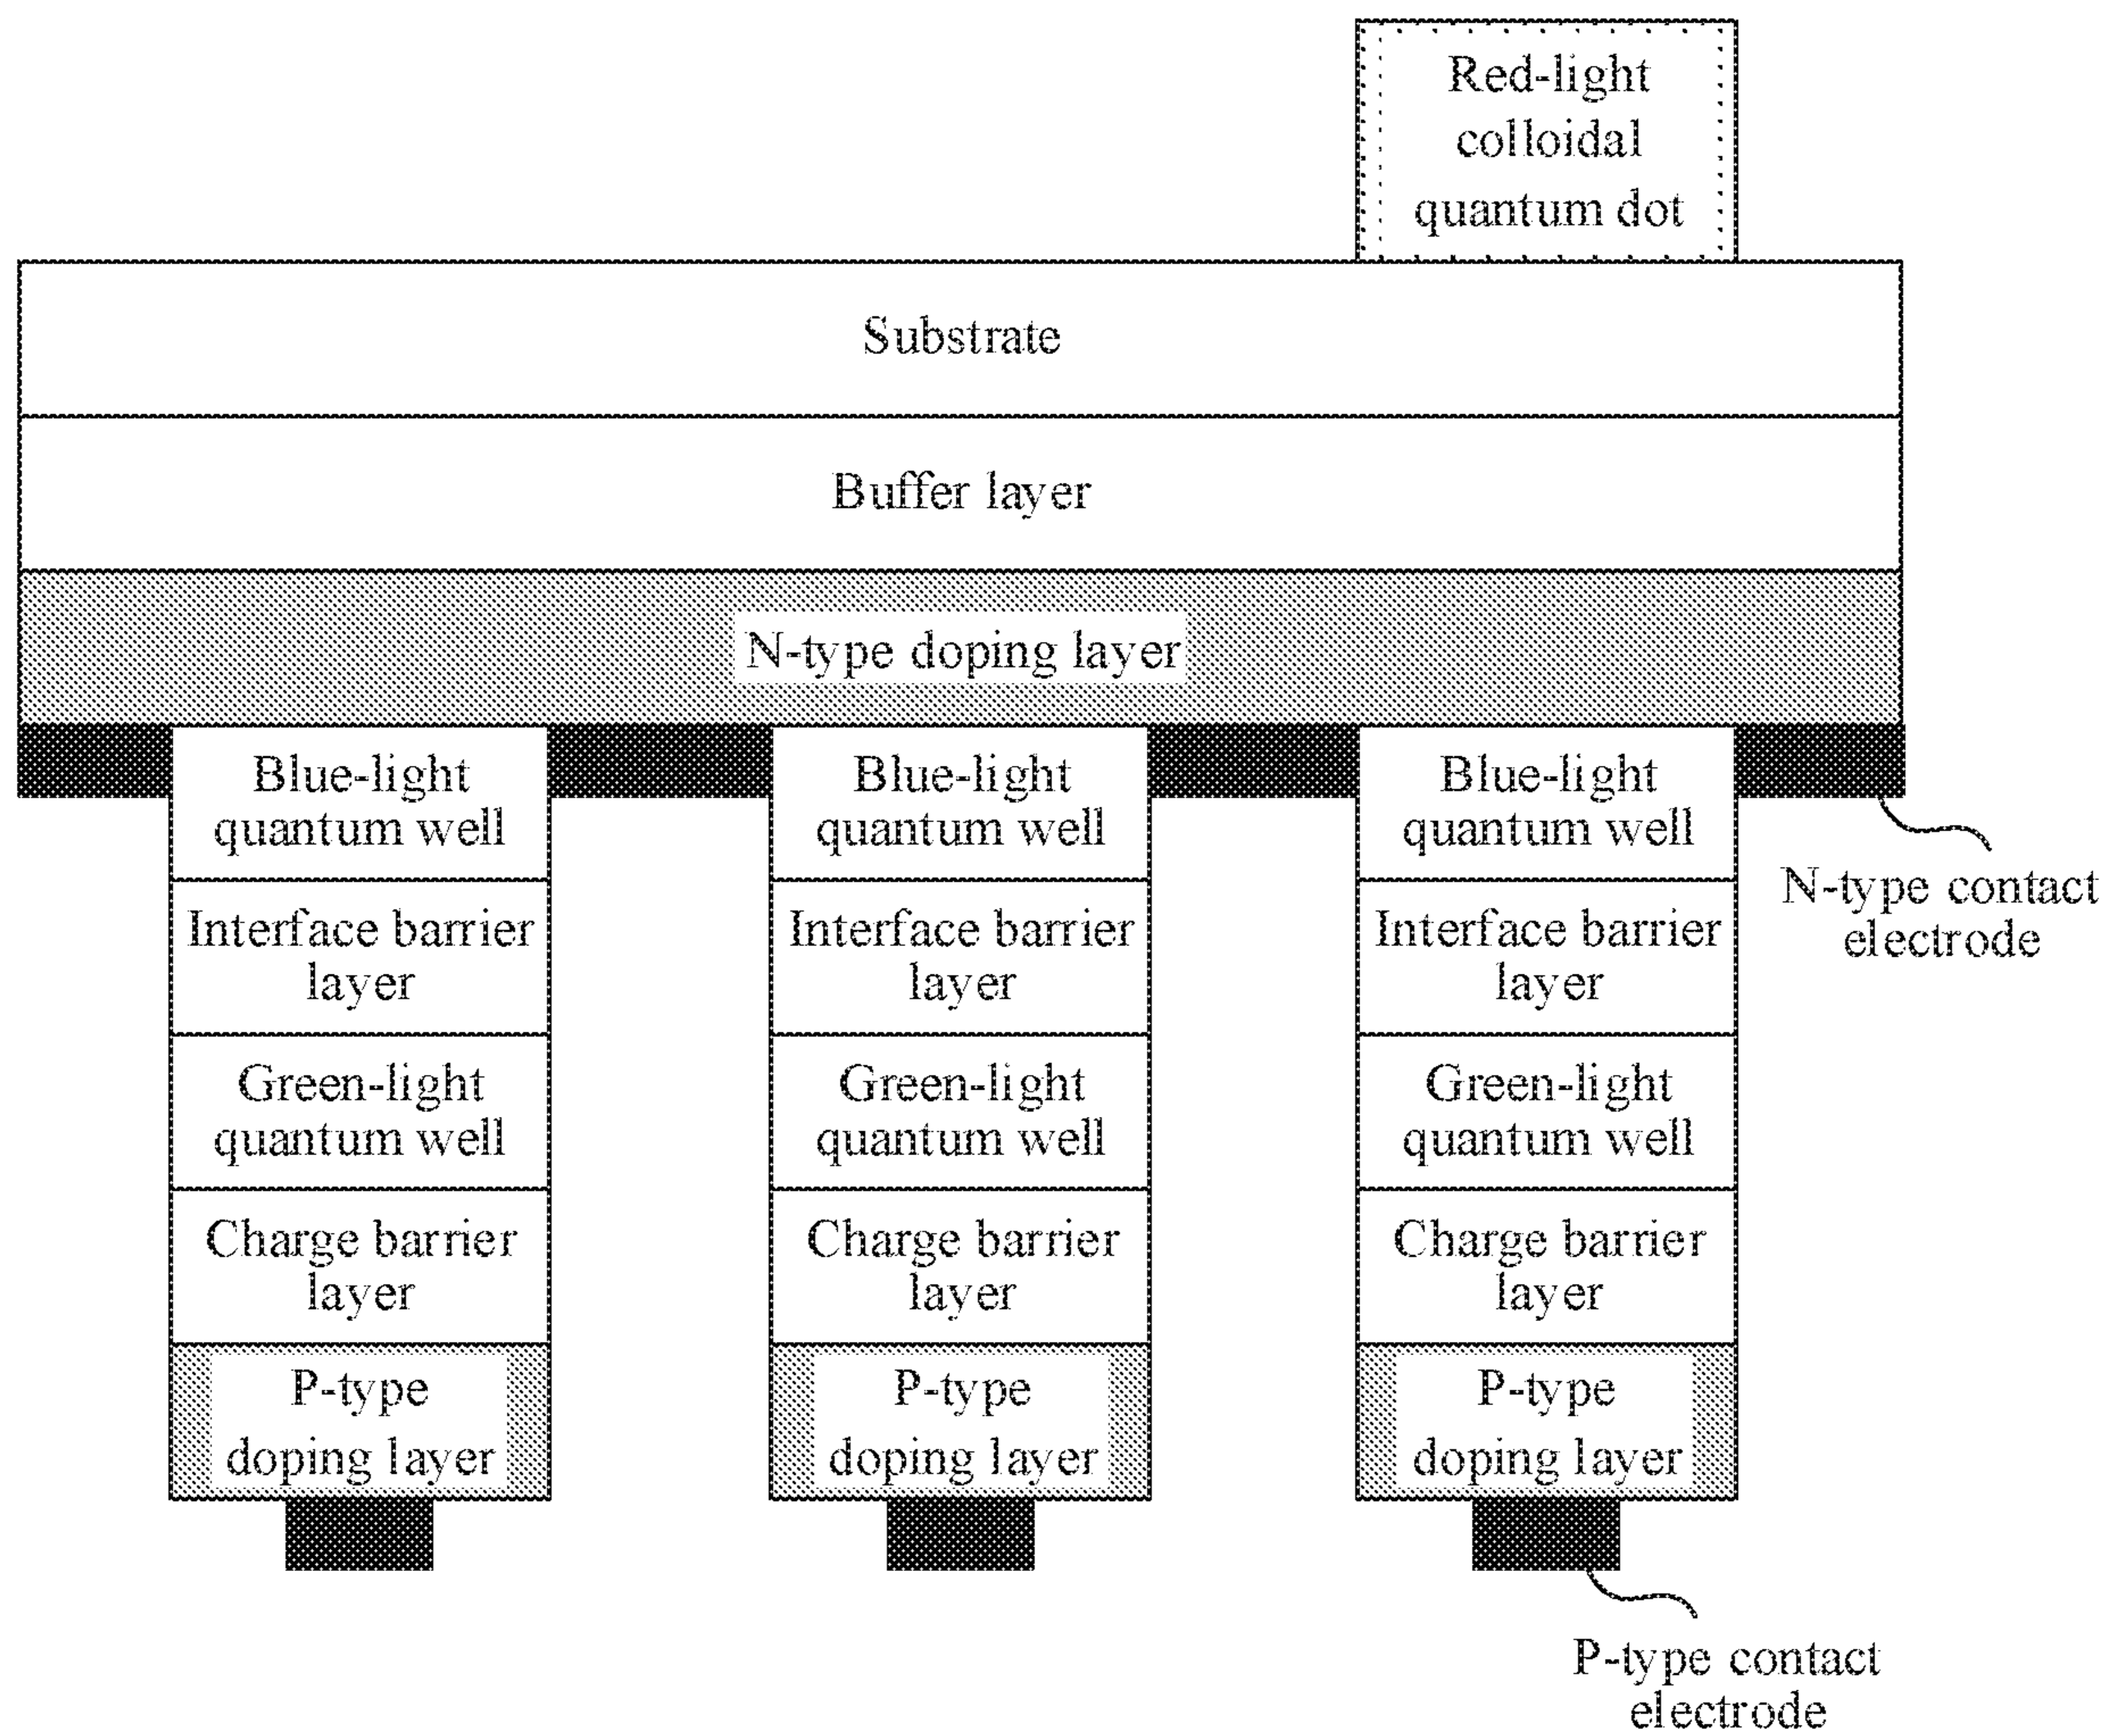 Red-light
colloidal
quantum dot
Substrate
Buffer layer
N-type doping layer
Blue-light
quantum well
Blue-light
quantum well
Blue-light
quantum well
N-type contact
electrode
Interface barrier
layer
Interface barrier
layer
Interface barrier
layer
Green-light
quantum well
Green-light
quantum well
Green-light
quantum well
Charge barrier
layer
Charge barrier
layer
Charge barrier
layer
P-type
doping layer
P-type
doping layer
P-type
doping layer
P-type contact
electrode